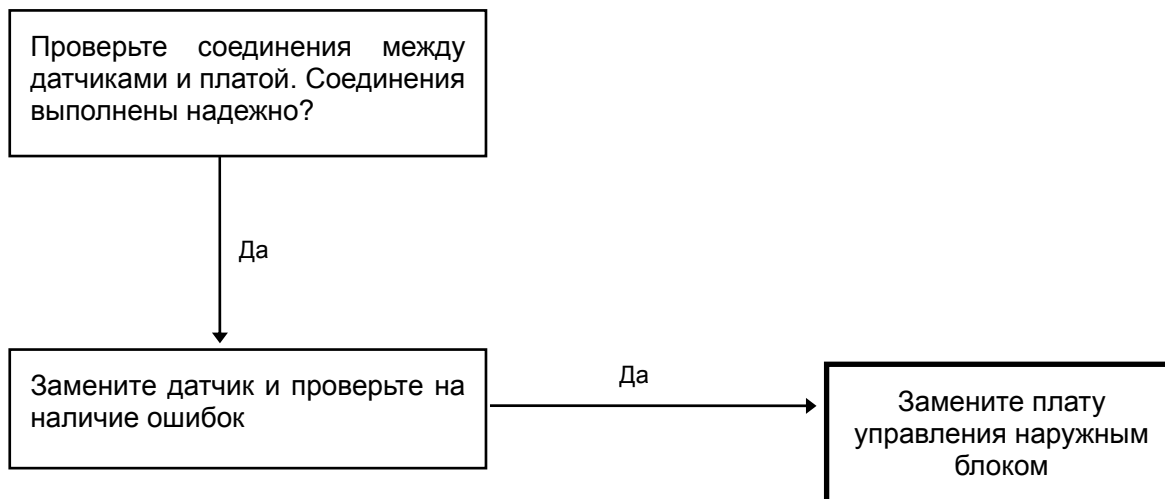 Проверьте соединения между
датчиками и платой. Соединения
выполнены надежно?
Да
Замените датчик и проверьте на
наличие ошибок
Да
Замените плату
управления наружным
блоком